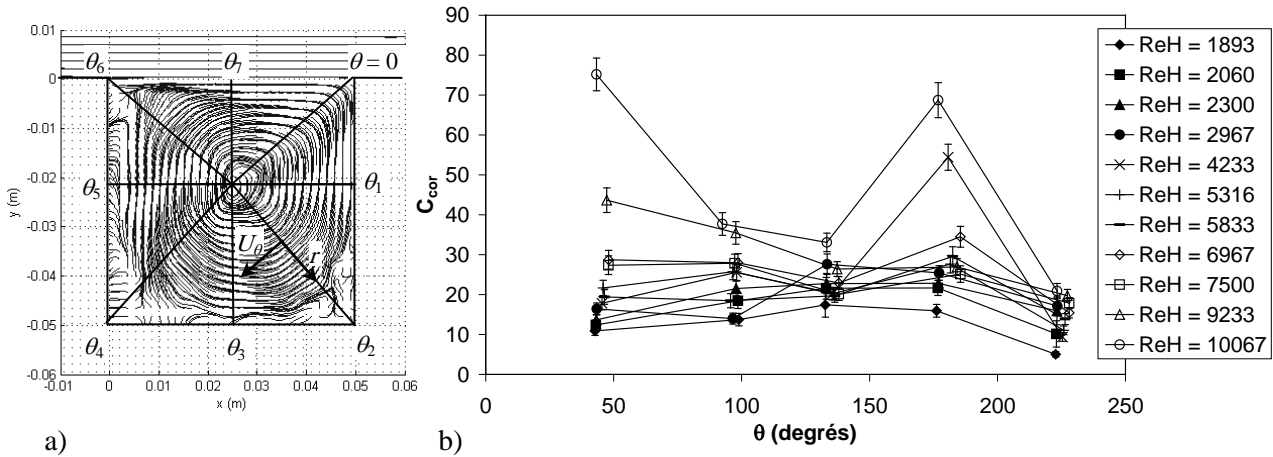 0.01
0
-0.01
-0.02
-0.03
-0.04
-0.05
-0.06
y (m)
-0.01 0 0.01 0.02 0.03 0.04 0.05 0.06
x (m)
θ6 θ7 θ = 0
θ5 θ1
Uθ r
θ4 θ3 θ2
a)
90
80
70
60
50
40
30
20
10
0
Ccor
0 50 100 150 200 250
θ (degrés)
b)
ReH = 1893
ReH = 2060
ReH = 2300
ReH = 2967
ReH = 4233
ReH = 5316
ReH = 5833
ReH = 6967
ReH = 7500
ReH = 9233
ReH = 10067